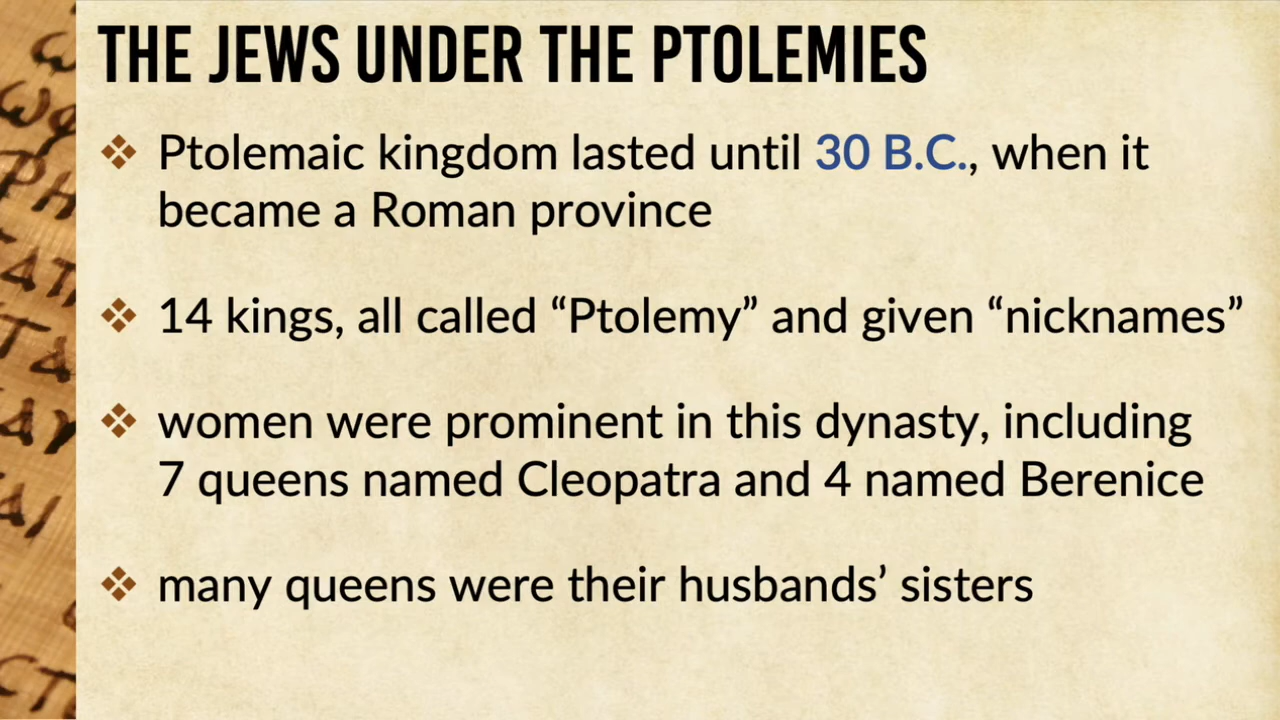 THE JEWS UNDER THE PTOLEMIES
❖ Ptolemaic kingdom lasted until 30 B.C., when it
became a Roman province
❖ 14 kings, all called “Ptolemy” and given “nicknames”
❖ women were prominent in this dynasty, including
7 queens named Cleopatra and 4 named Berenice
❖ many queens were their husbands’ sisters